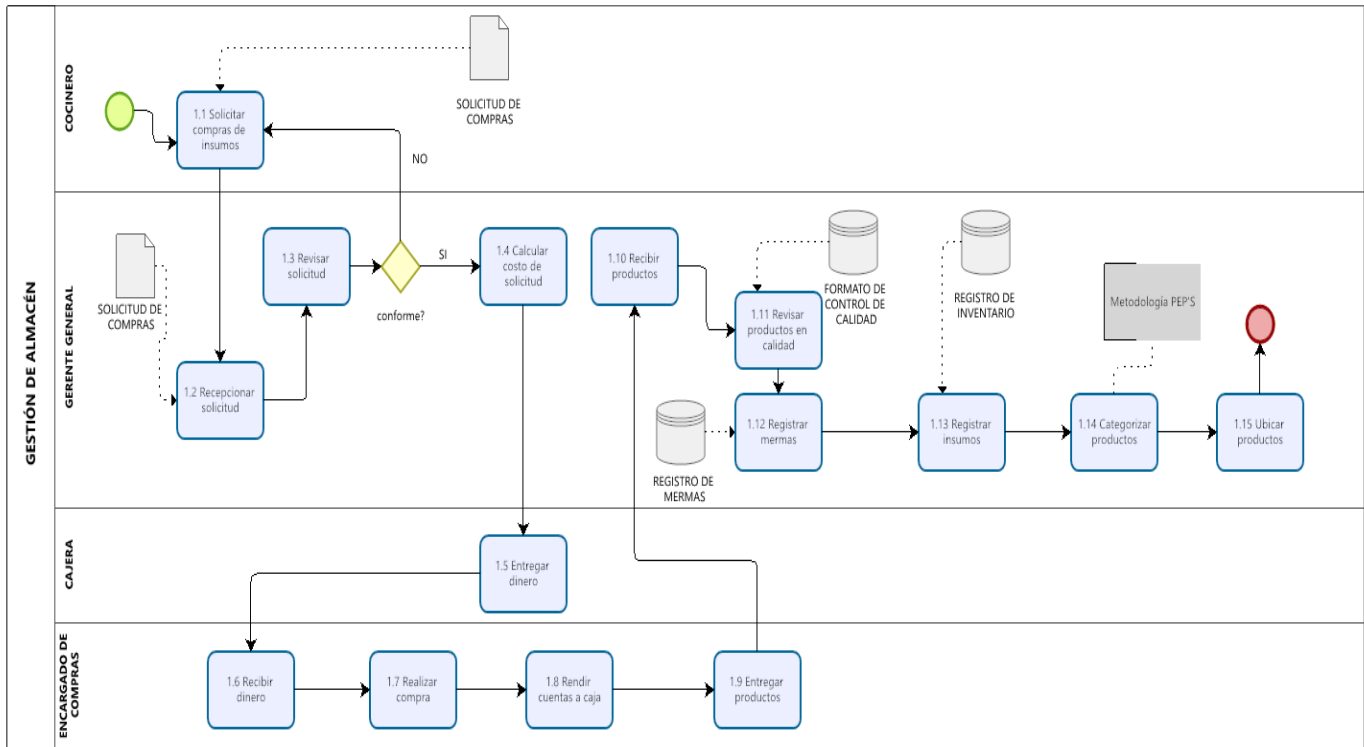 GESTIÓN DE ALMACÉN
COCINERO
1.1 Solicitar
compras de
insumos
SOLICITUD DE
COMPRAS
NO
GERENTE GENERAL
SOLICITUD DE
COMPRAS
1.2 Recepcionar
solicitud
1.3 Revisar
solicitud
conforme?
SI
1.4 Calcular
costo de
solicitud
1.10 Recibir
productos
1.11 Revisar
productos en
calidad
FORMATO DE
CONTROL DE
CALIDAD
REGISTRO DE
MERMAS
1.12 Registrar
mermas
REGISTRO DE
INVENTARIO
1.13 Registrar
insumos
Metodología PEP'S
1.14 Categorizar
productos
1.15 Ubicar
productos
CAJERA
1.5 Entregar
dinero
ENCARGADO DE
COMPRAS
1.6 Recibir
dinero
1.7 Realizar
compra
1.8 Rendir
cuentas a caja
1.9 Entregar
productos